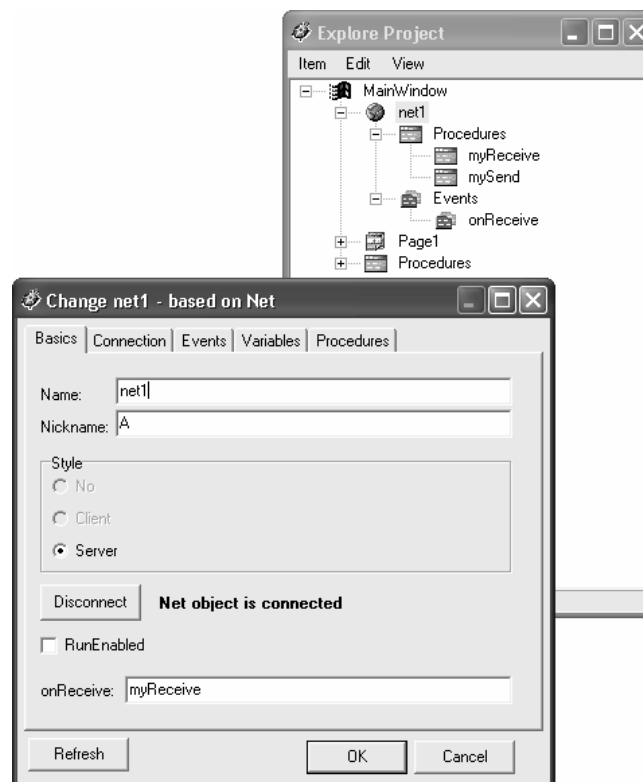 Explore Project
Item Edit View
MainWindow
net1
Procedures
myReceive
mySend
Events
onReceive
Page1
Procedures
Change net1 - based on Net
Basics Connection Events Variables Procedures
Name: net1
Nickname: A
Style
No
Client
Server
Disconnect Net object is connected
RunEnabled
onReceive: myReceive
Refresh OK Cancel